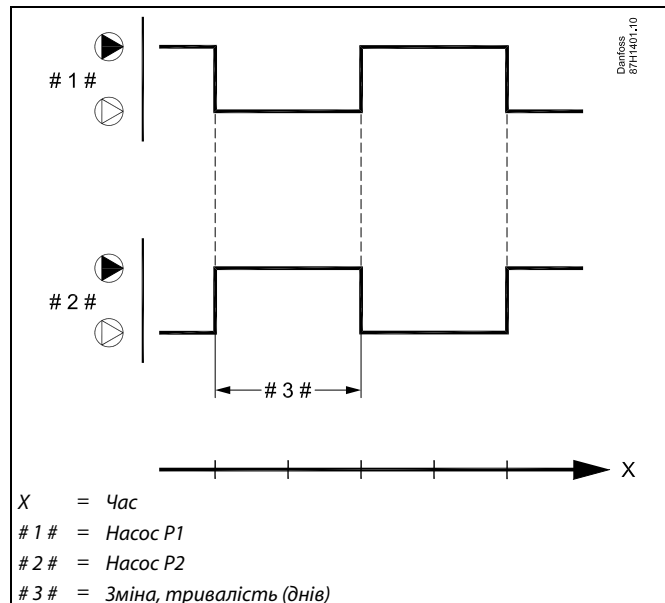 Danfoss
87H1401.10
# 1 #
# 2 #
# 3 #
X
X = Час
# 1 # = Насос P1
# 2 # = Насос P2
# 3 # = Зміна, тривалість (днів)